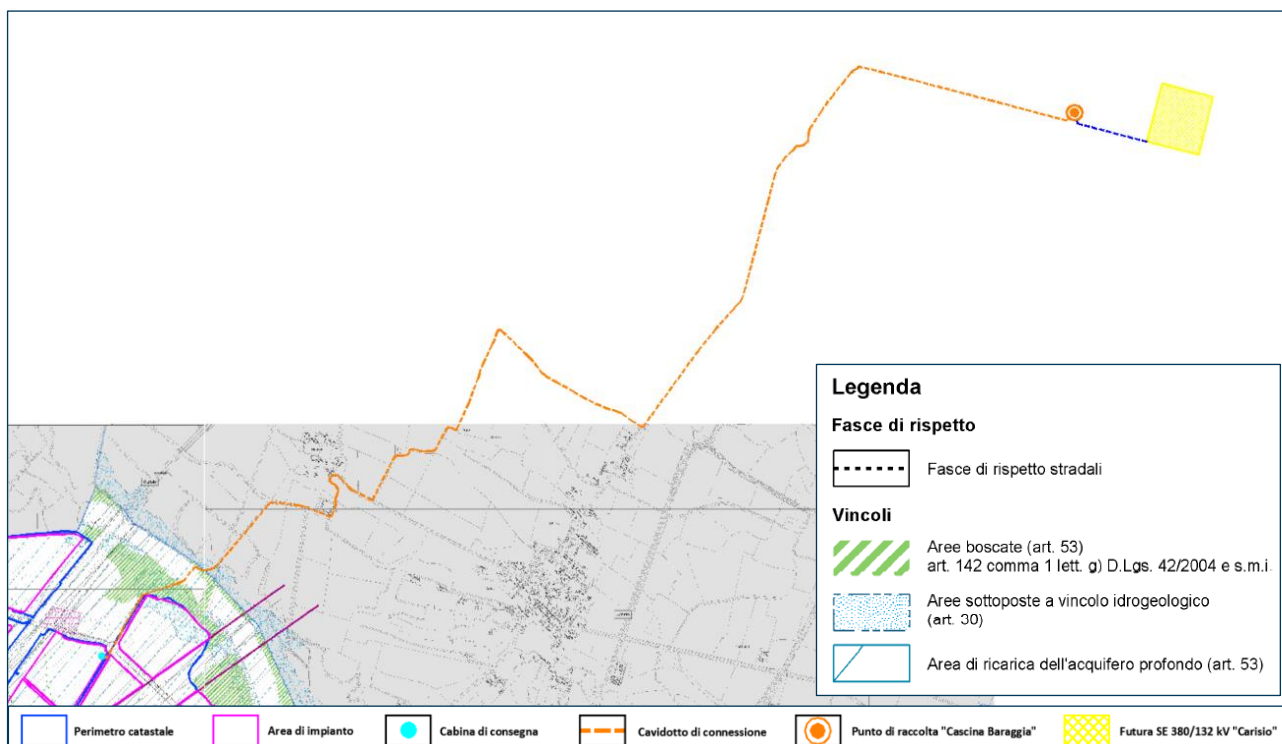 Legenda
Fasce di rispetto
Fasce di rispetto stradali
Vincoli
Aree boscate (art. 53)
art. 142 comma 1 lett. g) D.Lgs. 42/2004 e s.m.i.
Aree sottoposte a vincolo idrogeologico
(art. 30)
Area di ricarica dell'acquifero profondo (art. 53)
Perimetro catastale
Area di impianto
Cabina di consegna
Cavidotto di connessione
Punto di raccolta "Cascina Baraggia"
Futura SE 380/132 kV "Carisio"